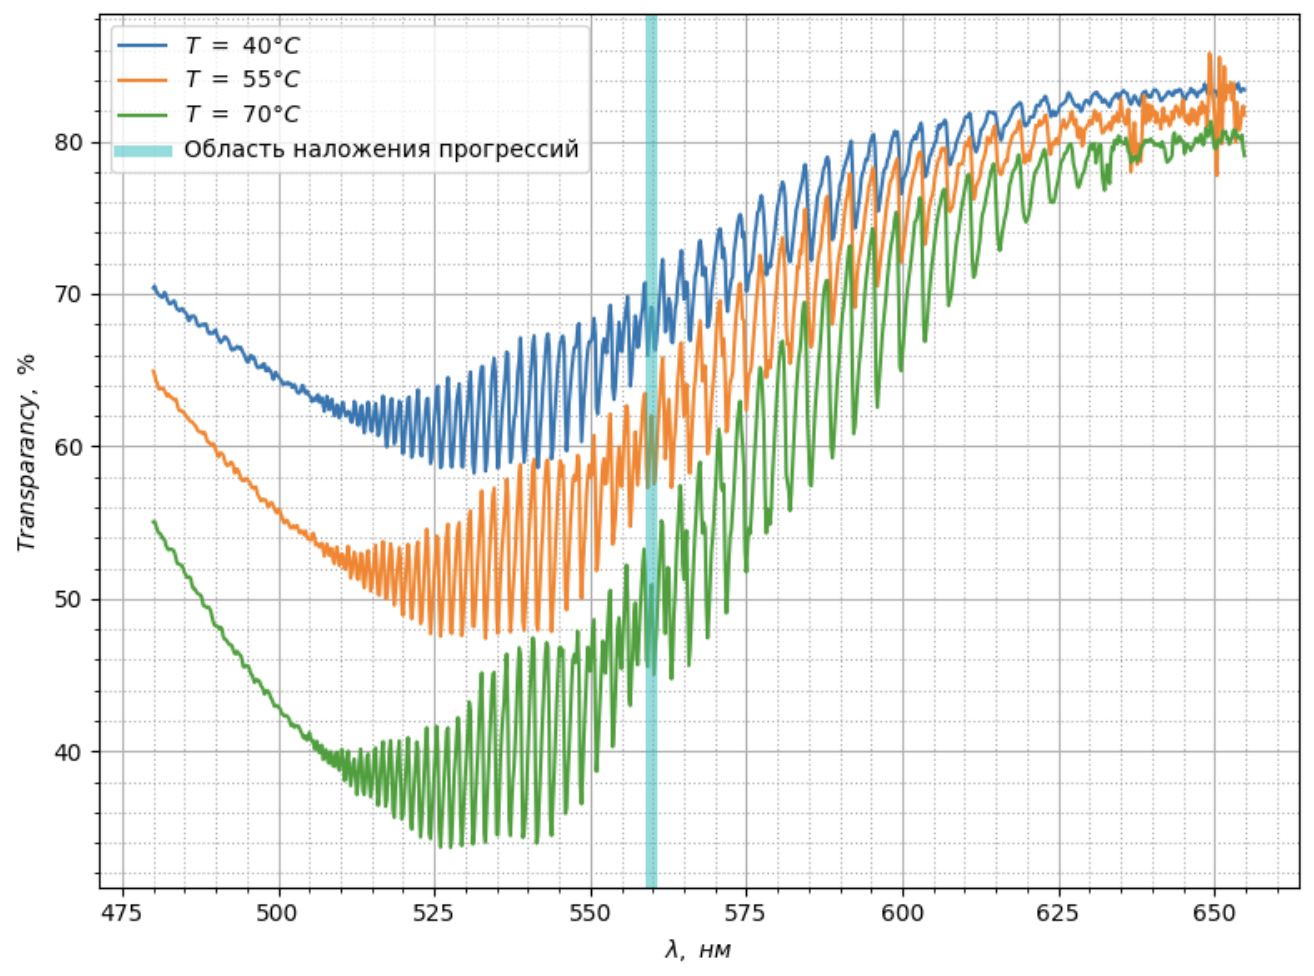 T = 40°C
T = 55°C
T = 70°C
Область наложения прогрессий
Transparancy, %
80
70
60
50
40
475 500 525 550 575 600 625 650
λ, нм